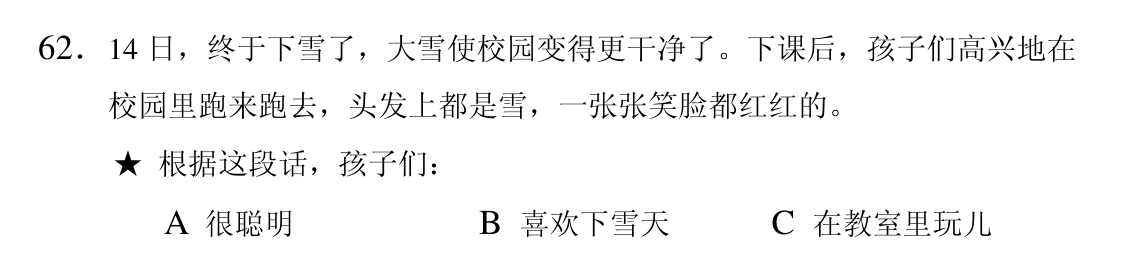 62． 14 日，终于下雪了，大雪使校园变得更干净了。下课后，孩子们高兴地在
校园里跑来跑去，头发上都是雪，一张张笑脸都红红的。
★ 根据这段话，孩子们：
A 很聪明 B 喜欢下雪天 C 在教室里玩儿